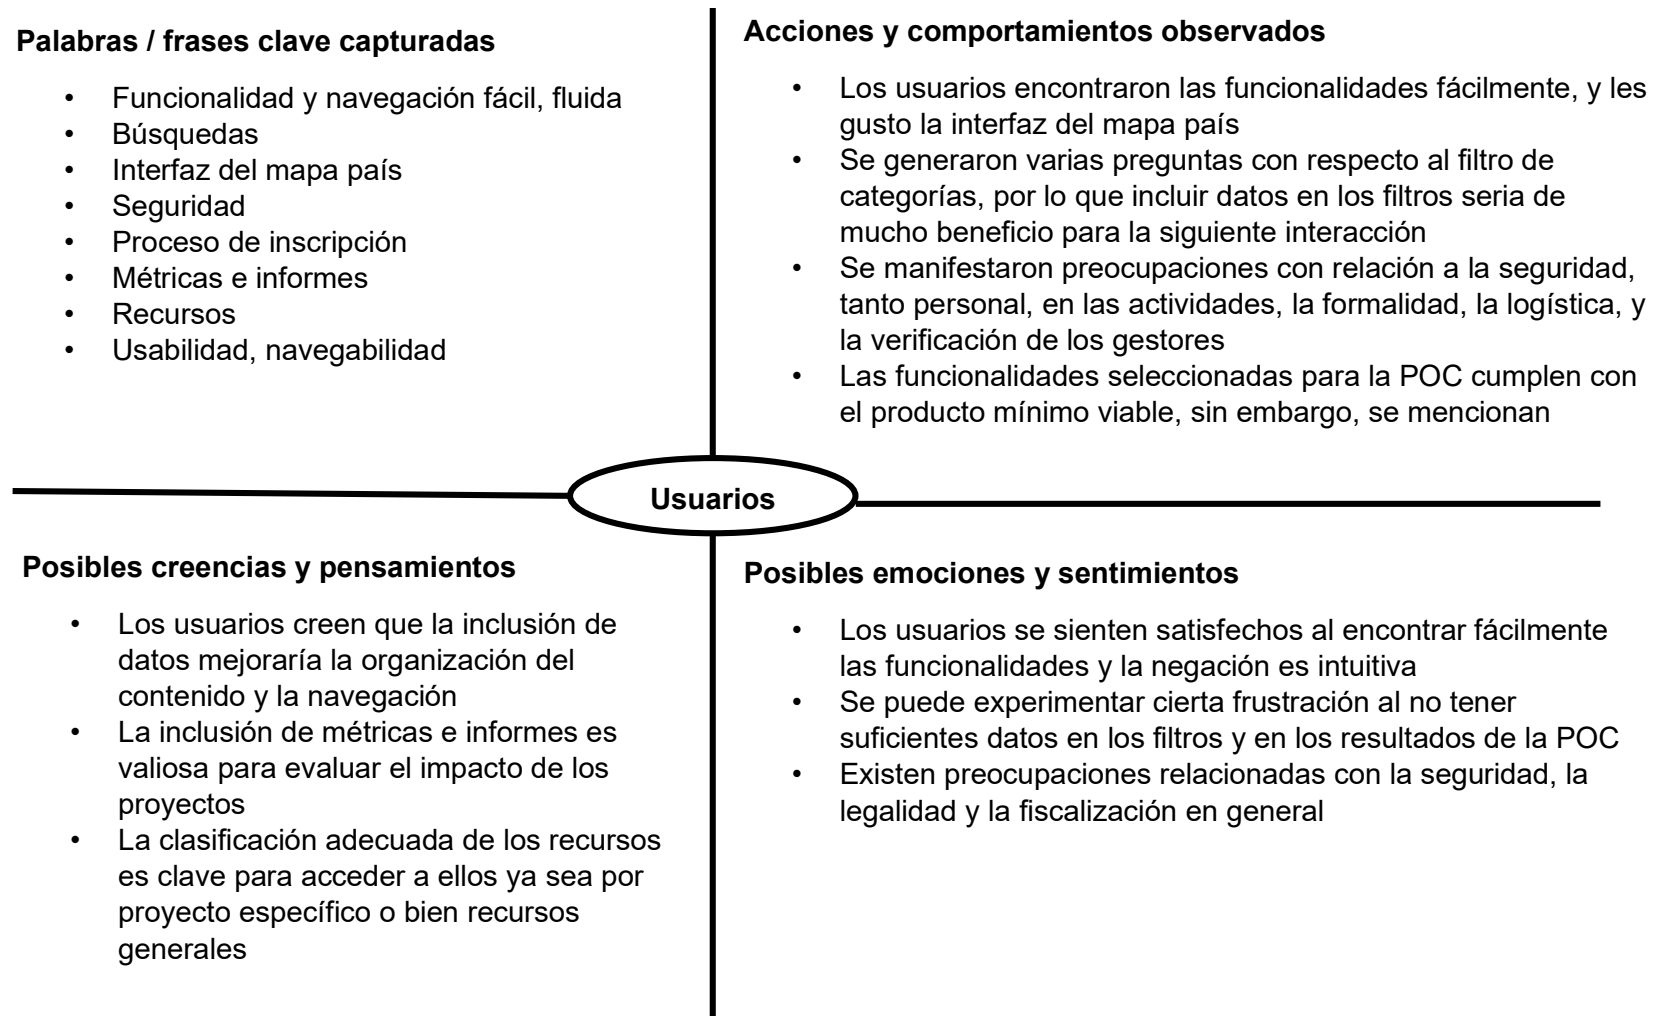 Palabras / frases clave capturadas
• Funcionalidad y navegación fácil, fluida
• Búsquedas
• Interfaz del mapa país
• Seguridad
• Proceso de inscripción
• Métricas e informes
• Recursos
• Usabilidad, navegabilidad
Acciones y comportamientos observados
• Los usuarios encontraron las funcionalidades fácilmente, y les
gusto la interfaz del mapa país
• Se generaron varias preguntas con respecto al filtro de
categorías, por lo que incluir datos en los filtros seria de
mucho beneficio para la siguiente interacción
• Se manifestaron preocupaciones con relación a la seguridad,
tanto personal, en las actividades, la formalidad, la logística, y
la verificación de los gestores
• Las funcionalidades seleccionadas para la POC cumplen con
el producto mínimo viable, sin embargo, se mencionan
Usuarios
Posibles creencias y pensamientos
• Los usuarios creen que la inclusión de
datos mejoraría la organización del
contenido y la navegación
• La inclusión de métricas e informes es
valiosa para evaluar el impacto de los
proyectos
• La clasificación adecuada de los recursos
es clave para acceder a ellos ya sea por
proyecto específico o bien recursos
generales
Posibles emociones y sentimientos
• Los usuarios se sienten satisfechos al encontrar fácilmente
las funcionalidades y la negación es intuitiva
• Se puede experimentar cierta frustración al no tener
suficientes datos en los filtros y en los resultados de la POC
• Existen preocupaciones relacionadas con la seguridad, la
legalidad y la fiscalización en general